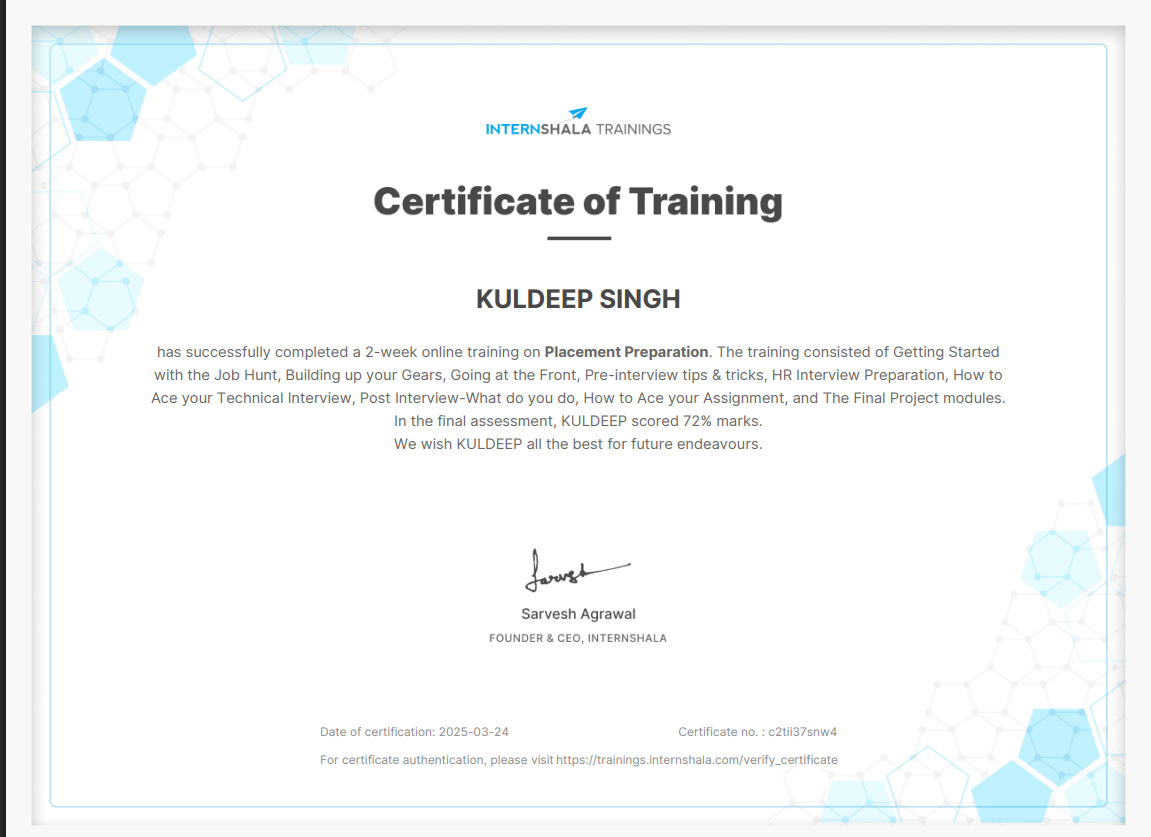 INTERNSHALA TRAININGS
Certificate of Training
KULDEEP SINGH
has successfully completed a 2-week online training on Placement Preparation. The training consisted of Getting Started
with the Job Hunt, Building up your Gears, Going at the Front, Pre-interview tips & tricks, HR Interview Preparation, How to
Ace your Technical Interview, Post Interview-What do you do, How to Ace your Assignment, and The Final Project modules.
In the final assessment, KULDEEP scored 72% marks.
We wish KULDEEP all the best for future endeavours.
Sarvesh
Sarvesh Agrawal
FOUNDER & CEO, INTERNSHALA
Date of certification: 2025-03-24 Certificate no. : c2tii37snw4
For certificate authentication, please visit https://trainings.internshala.com/verify_certificate